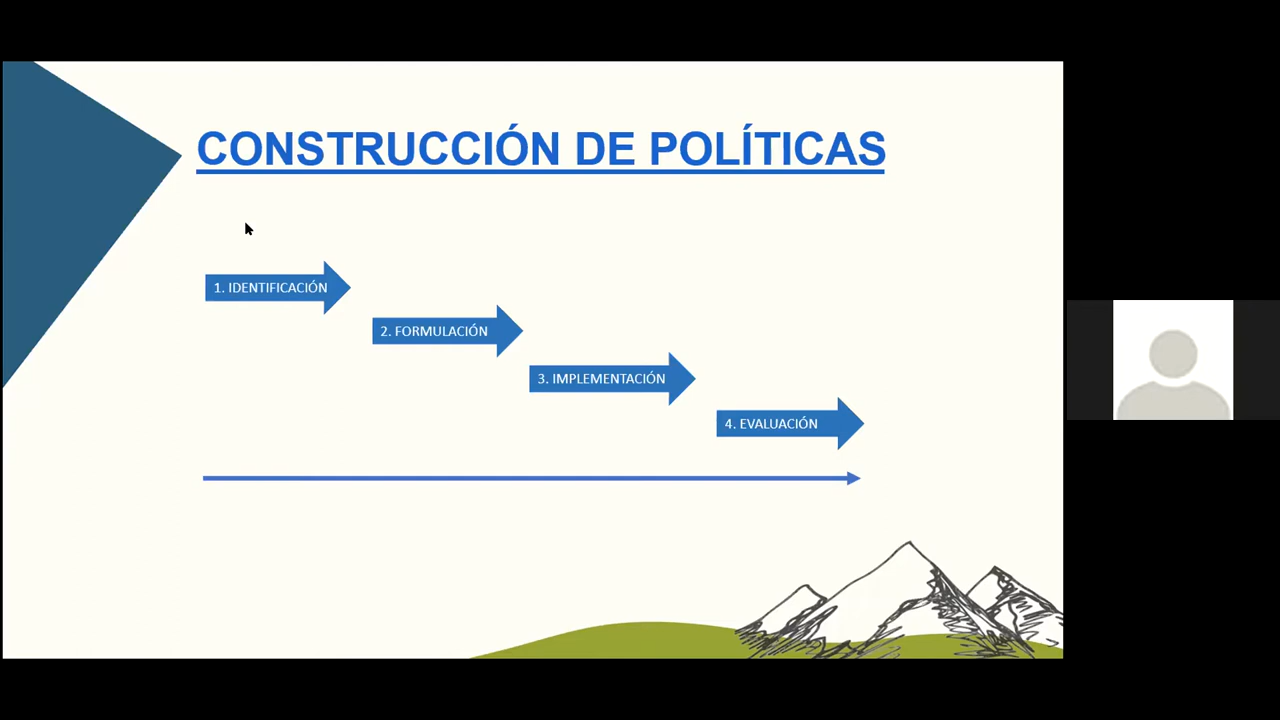 CONSTRUCCIÓN DE POLÍTICAS
1. IDENTIFICACIÓN
2. FORMULACIÓN
3. IMPLEMENTACIÓN
4. EVALUACIÓN